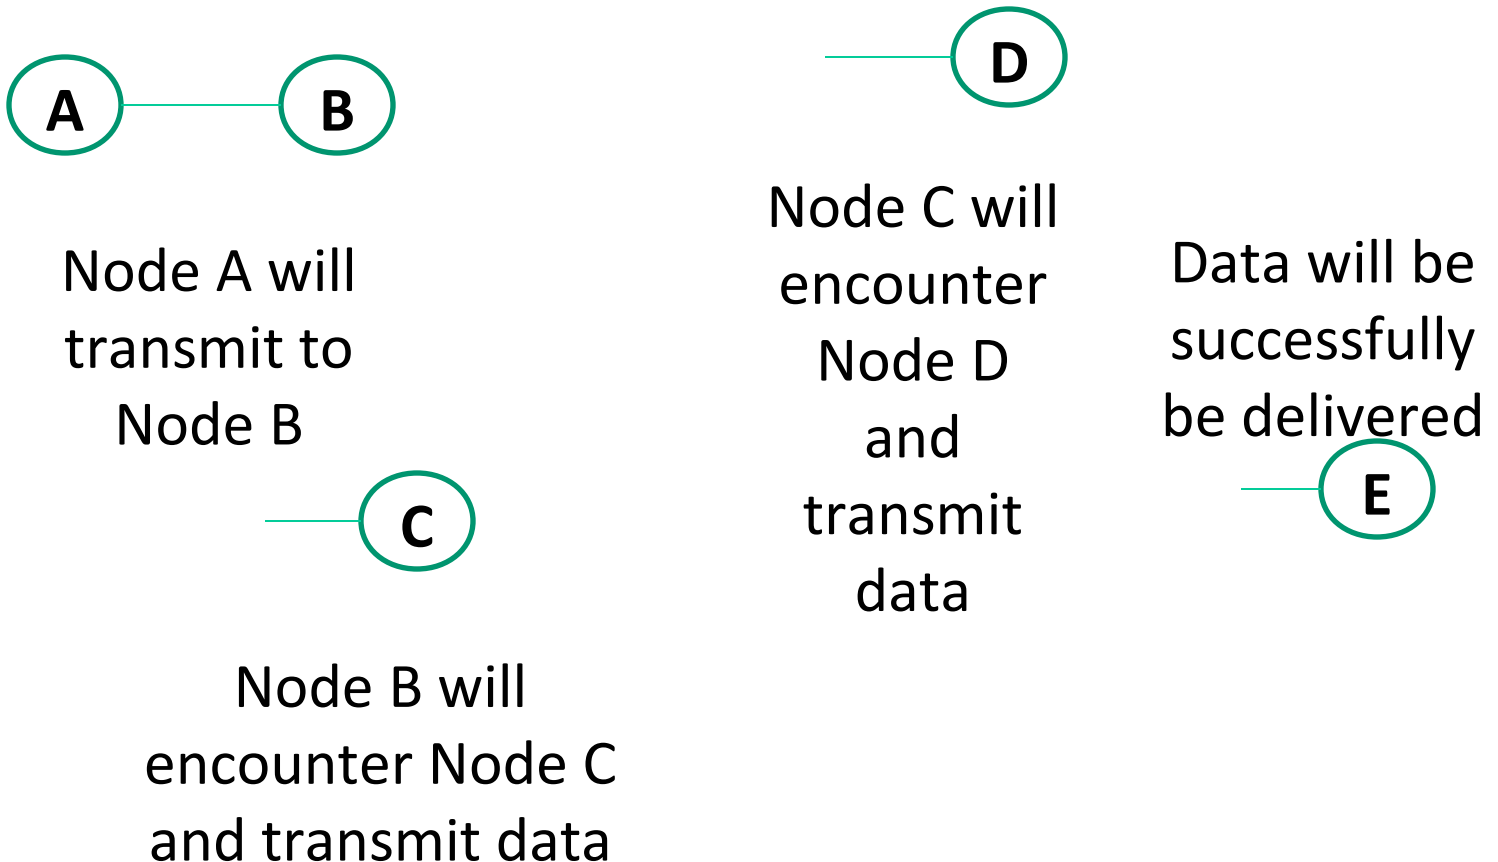 A
B
Node A will
transmit to
Node B
C
Node B will
encounter Node C
and transmit data
D
Node C will
encounter
Node D
and
transmit
data
Data will be
successfully
be delivered
E